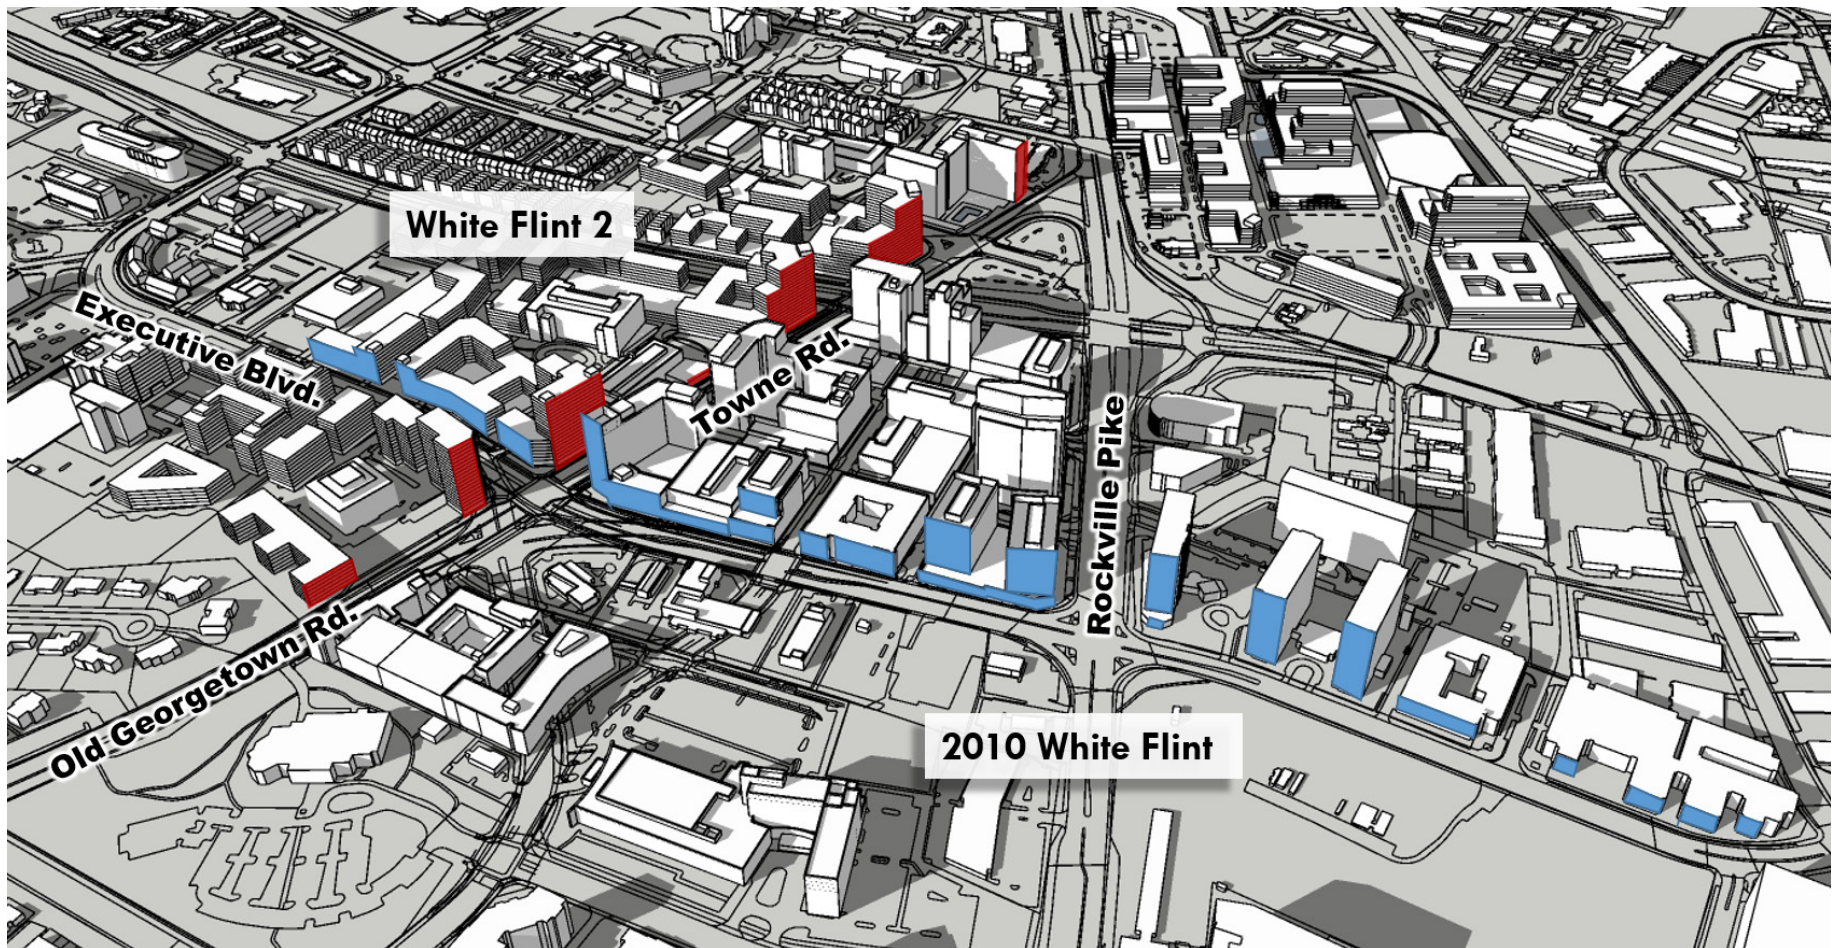 White Flint 2
Executive Blvd.
Towne Rd.
Rockville Pike
Old Georgetown Rd.
2010 White Flint